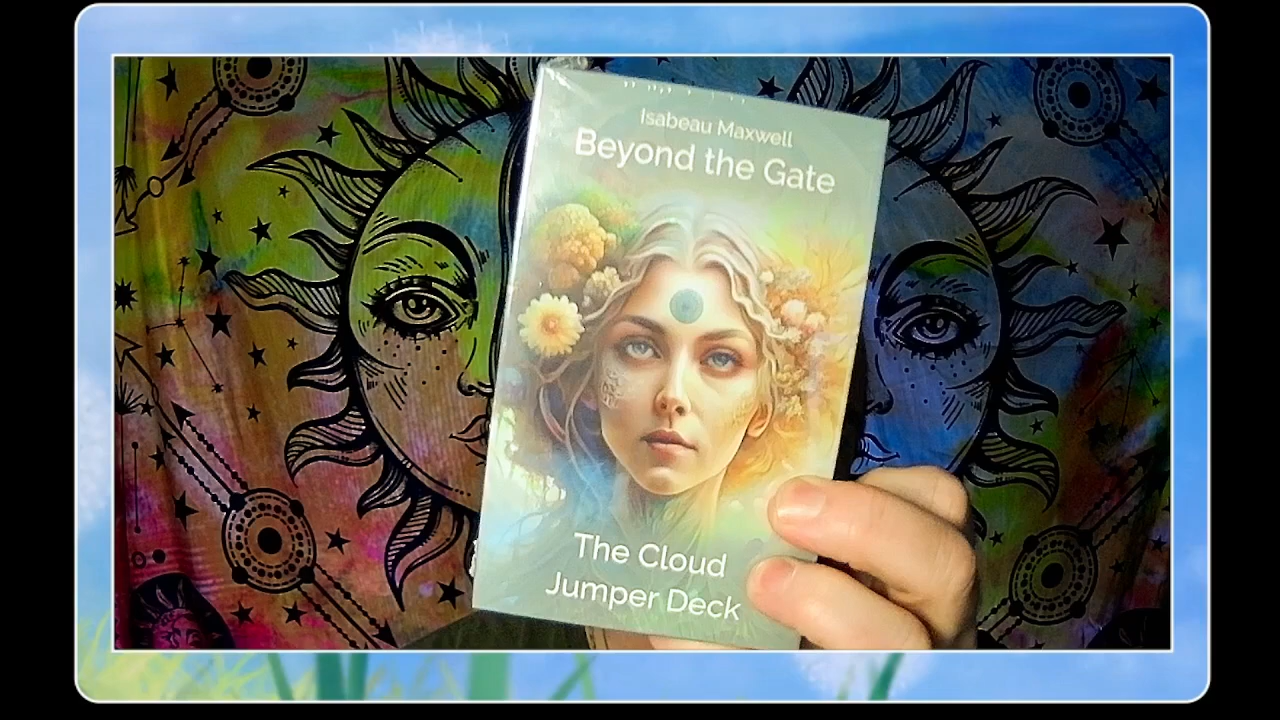 Isabeau Maxwell
Beyond the Gate
The Cloud
Jumper Deck